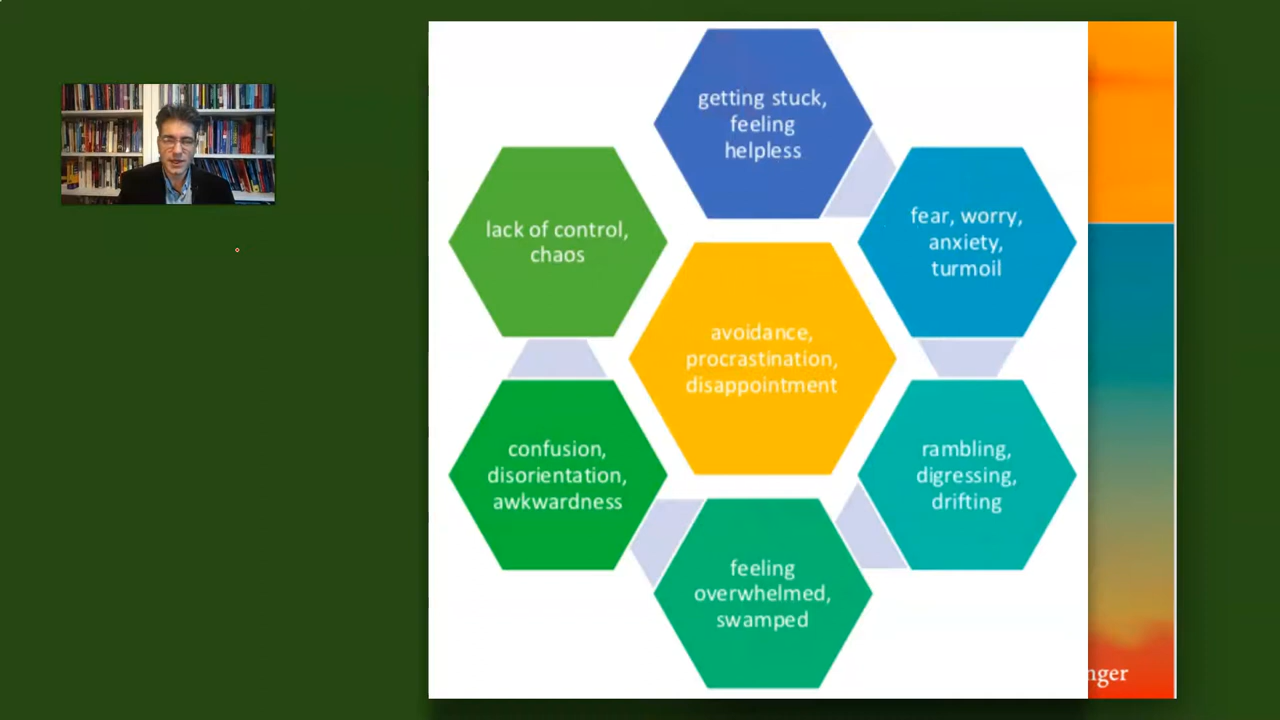 getting stuck,
feeling
helpless
fear, worry,
anxiety,
turmoil
rambling,
digressing,
drifting
feeling
overwhelmed,
swamped
confusion,
disorientation,
awkwardness
lack of control,
chaos
avoidance,
procrastination,
disappointment
nger